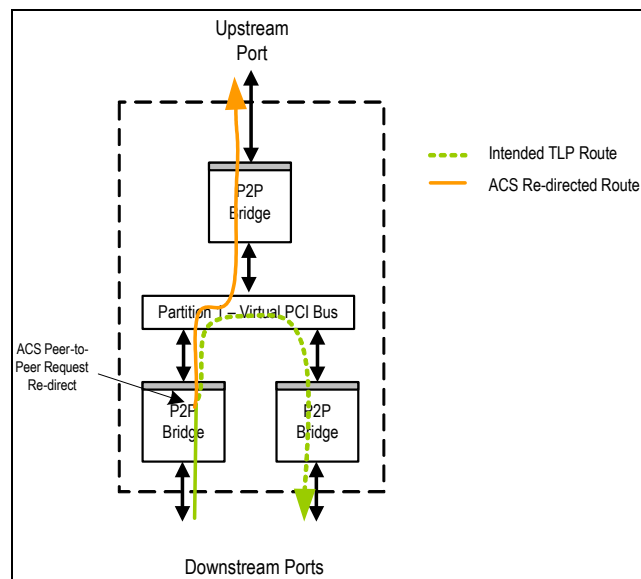 Upstream
Port
Intended TLP Route
ACS Re-directed Route
P2P
Bridge
Partition 1 – Virtual PCI Bus
ACS Peer-to-
Peer Request
Re-direct
P2P
Bridge
P2P
Bridge
Downstream Ports